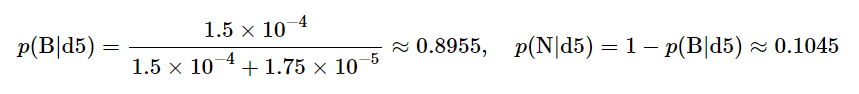 p(B|d5) = \frac{1.5 × 10^{-4}}{1.5 × 10^{-4} + 1.75 × 10^{-5}} ≈ 0.8955,    p(N|d5) = 1 − p(B|d5) ≈ 0.1045